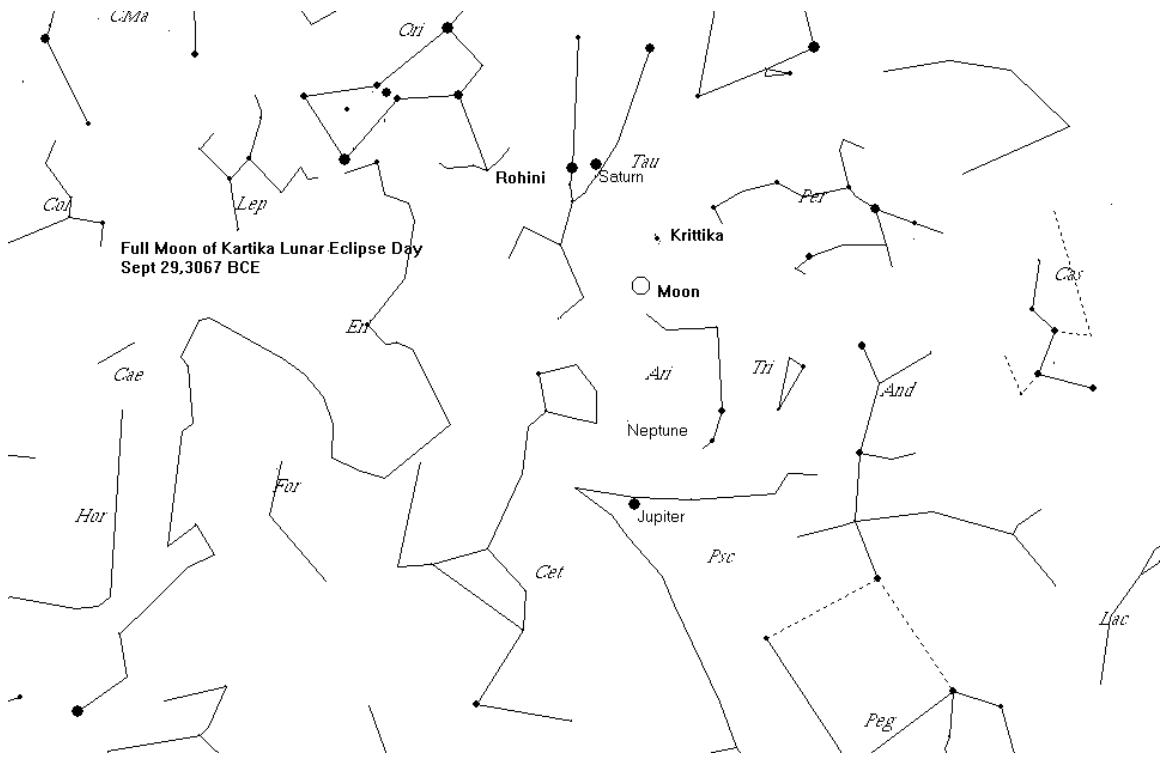 CMa
Ori
Rohini
Saturn
Tau
Col
Lep
Per
Krittika
Full Moon of Kartika Lunar Eclipse Day
Sept 29,3067 BCE
Cas
Moon
Eri
Cae
Ari
Tri
And
Neptune
For
Hor
Jupiter
Psc
Cet
Lac
Peg